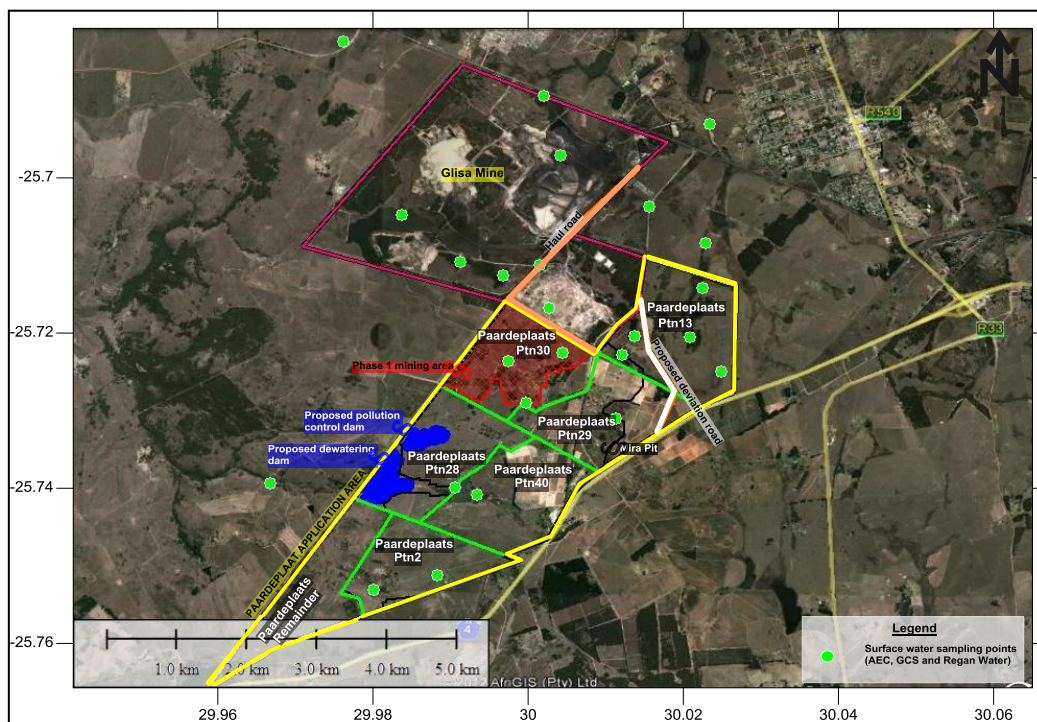 N
R540
-25.7
Glisa Mine
Haul road
-25.72
R33
Paardeplaats
Ptn13
Paardeplaats
Ptn30
Phase 1 mining area
Proposed deviation road
Proposed pollution
control dam
Paardeplaats
Ptn29
Mira Pit
Proposed dewatering
dam
Paardeplaats
Ptn28
Paardeplaats
Ptn40
-25.74
PAARDEPLAAT APPLICATION AREA
Paardeplaats
Ptn2
Paardeplaats
Remainder
4
-25.76
1.0 km 2.0 km 3.0 km 4.0 km 5.0 km
Legend
Surface water sampling points
(AEC, GCS and Regan Water)
AfriGIS (Pty) Ltd
29.96 29.98 30 30.02 30.04 30.06